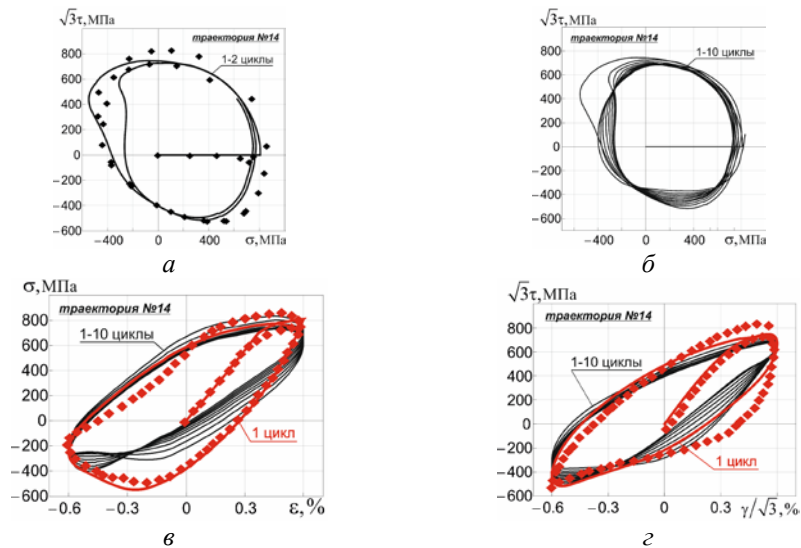 √3τ, МПа
траектория №14
1-2 циклы
800
600
400
200
0
−200
−400
−600
−400 0 400 σ, МПа
а
√3τ, МПа
траектория №14
1-10 циклы
800
600
400
200
0
−200
−400
−600
−400 0 400 σ, МПа
б
σ, МПа
траектория №14
1-10 циклы
1 цикл
800
600
400
200
0
−200
−400
−600
−0.6 −0.3 0 0.3 ε, %
в
√3τ, МПа
траектория №14
1-10 циклы
1 цикл
800
600
400
200
0
−200
−400
−600
−0.6 −0.3 0 0.3 γ/√3, %
г